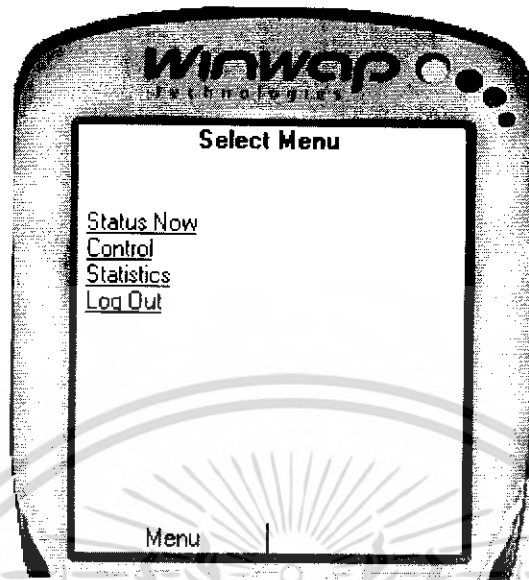 Winwap
Technologies
Select Menu
Status Now
Control
Statistics
Log Out
Menu